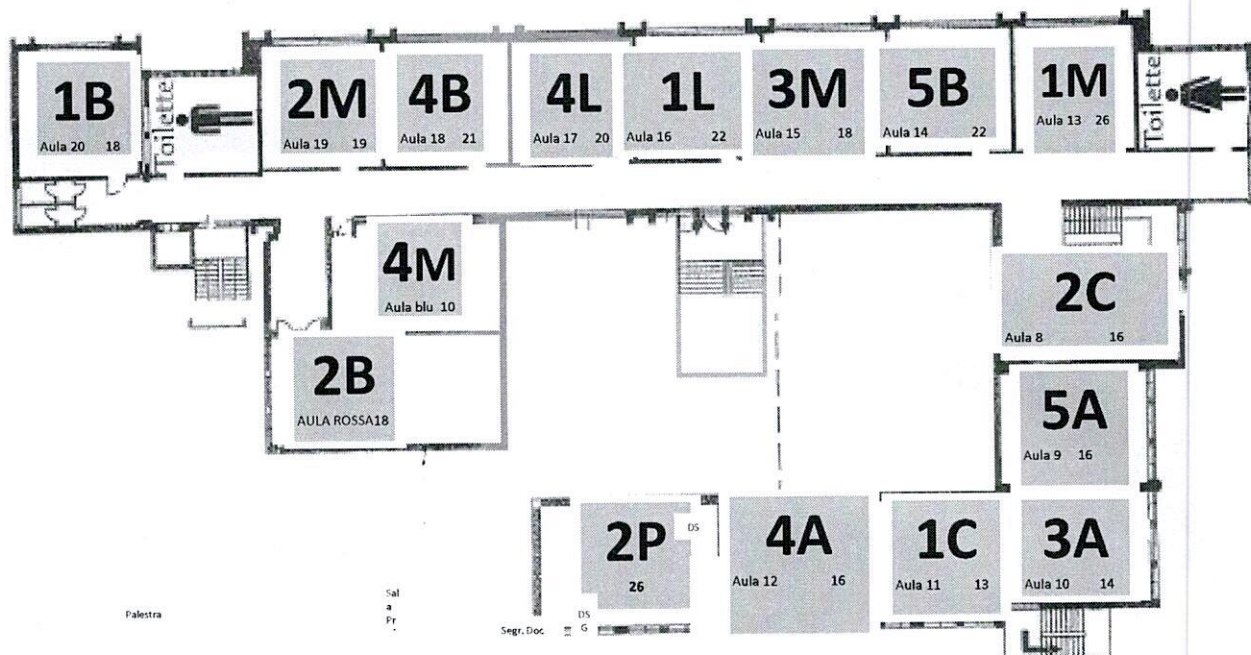 1B
Aula 20 18
Toilette
2M
Aula 19 19
4B
Aula 18 21
4L
Aula 17 20
1L
Aula 16 22
3M
Aula 15 18
5B
Aula 14 22
1M
Aula 13 26
Toilette
4M
Aula blu 10
2C
Aula 8 16
2B
AULA ROSSA18
5A
Aula 9 16
2P
26
DS
4A
Aula 12 16
1C
Aula 11 13
3A
Aula 10 14
Palestra
Sal
a
Pr
.
Segr. Doc
DS
G